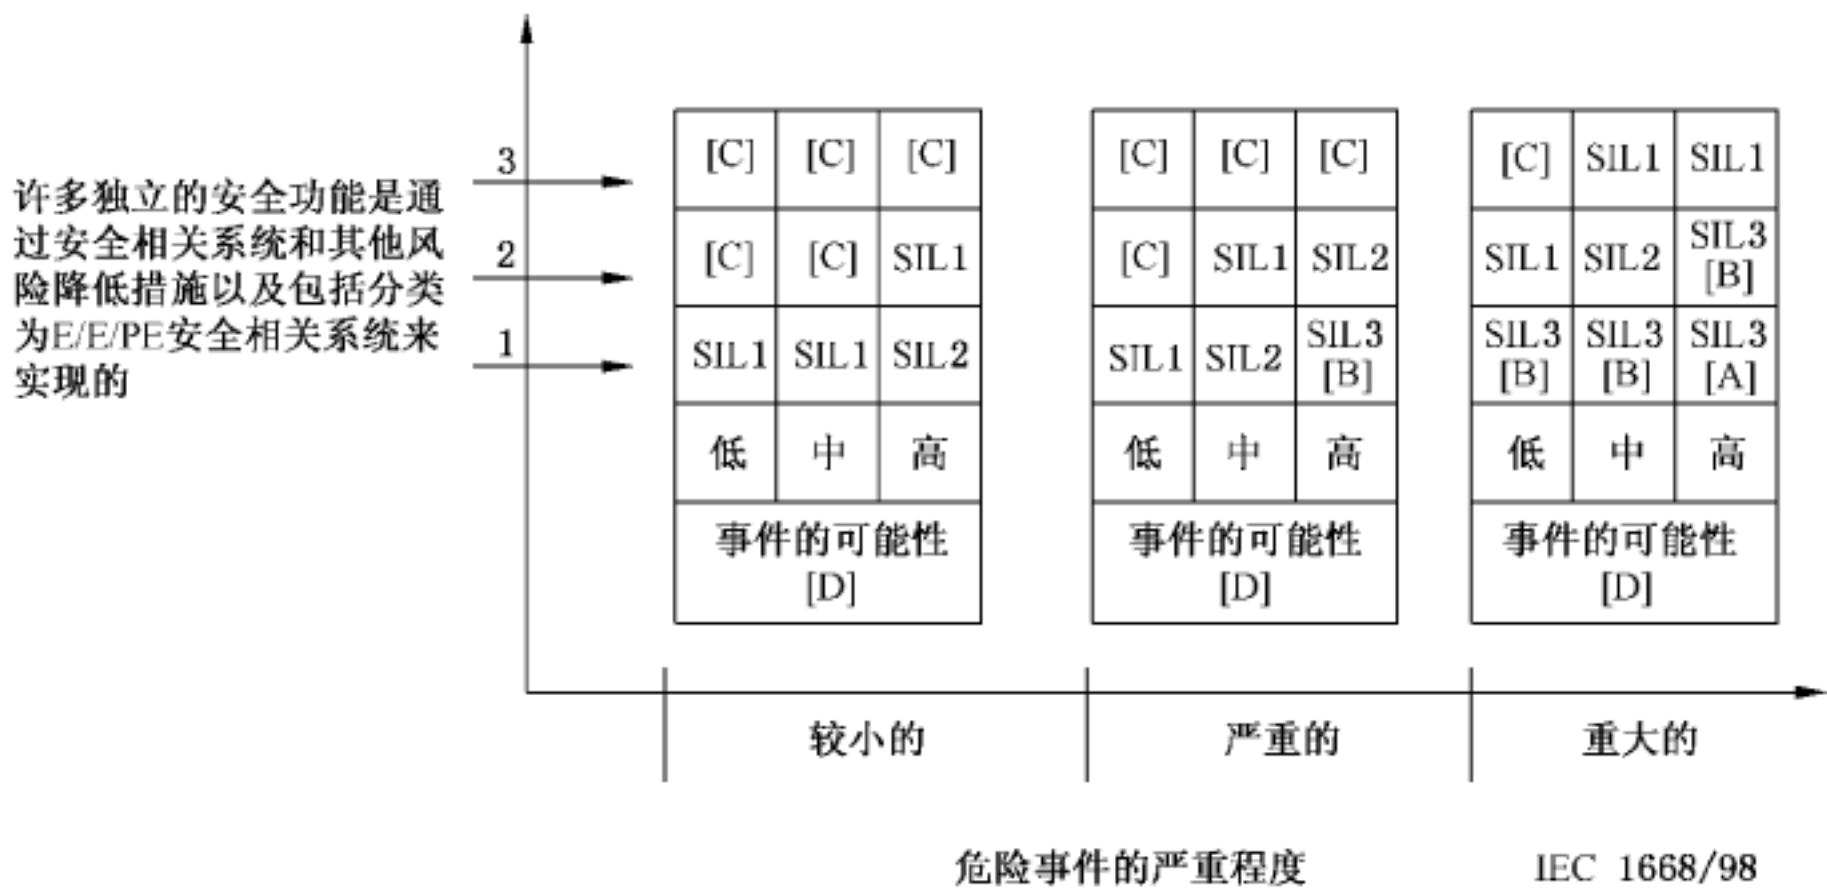 许多独立的安全功能是通
过安全相关系统和其他风
险降低措施以及包括分类
为E/E/PE安全相关系统来
实现的
3
2
1
[C] [C] [C]
[C] [C] SIL1
SIL1 SIL1 SIL2
低 中 高
事件的可能性
[D]
[C] [C] [C]
[C] SIL1 SIL2
SIL1 SIL2 SIL3
[B]
低 中 高
事件的可能性
[D]
[C] SIL1 SIL1
SIL1 SIL2 SIL3
[B]
SIL3 SIL3 SIL3
[B] [B] [A]
低 中 高
事件的可能性
[D]
较小的 严重的 重大的
危险事件的严重程度 IEC 1668/98